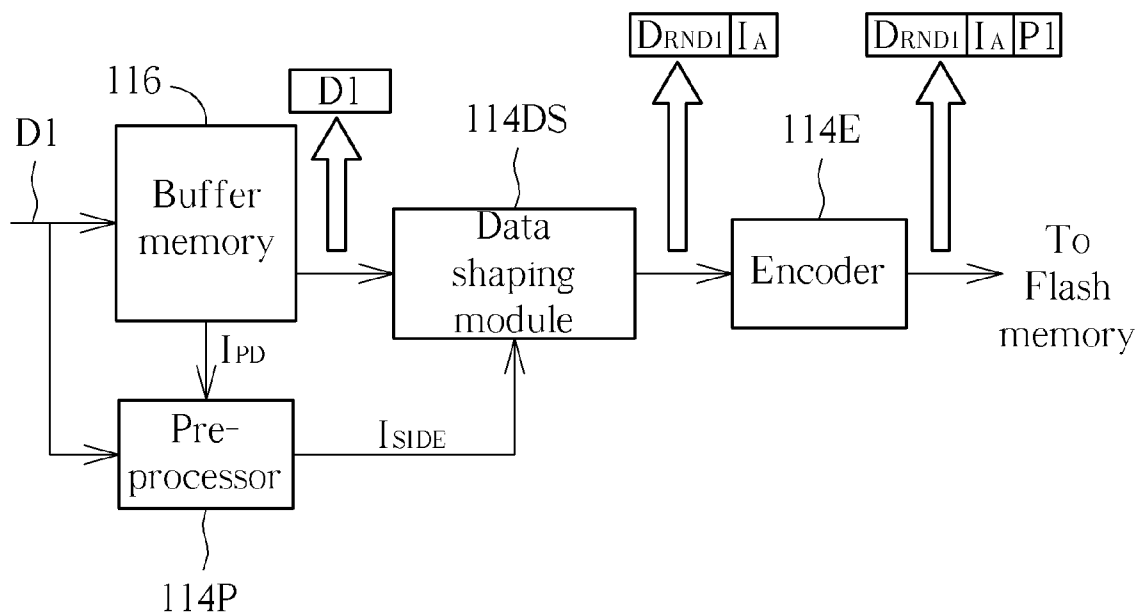 DRND1 IA
DRND1 IA P1
116
D1
114DS
114E
D1
Buffer
memory
Data
shaping
module
Encoder
To
Flash
memory
IPD
Pre-
processor
ISIDE
114P